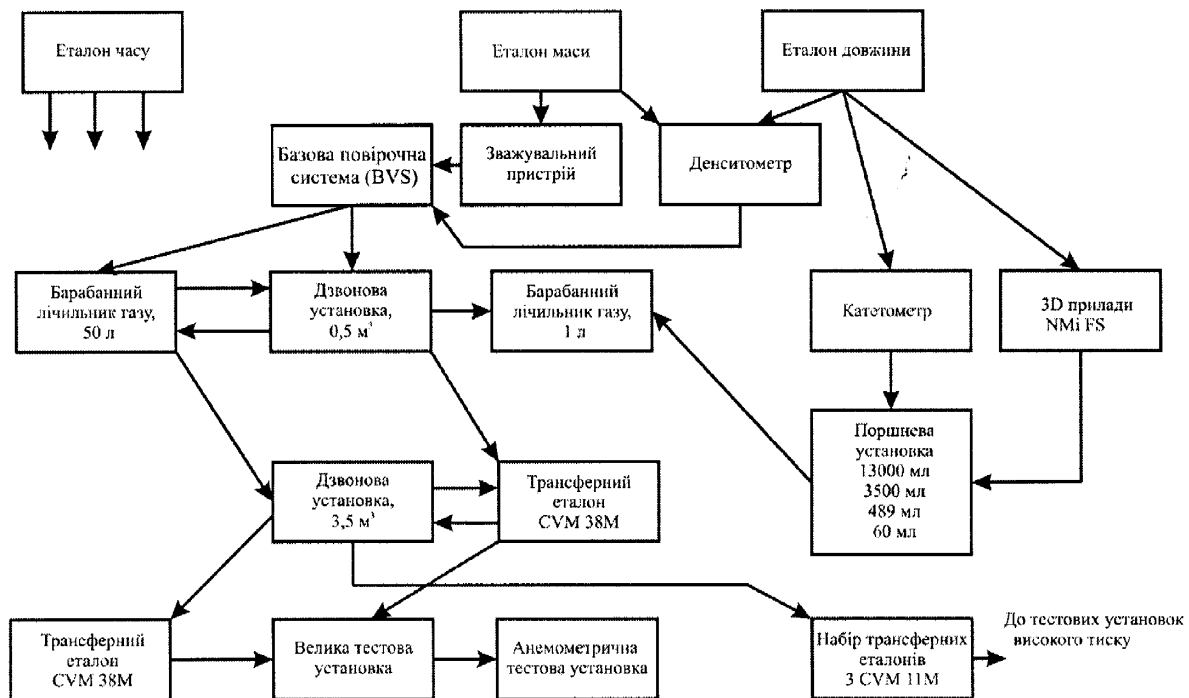 Еталон часу
Еталон маси
Еталон довжини
Базова повірочна
система (BVS)
Зважувальний
пристрій
Денситометр
Барабанний
лічильник газу,
50 л
Дзвонова
установка,
0,5 м³
Барабанний
лічильник газу,
1 л
Катетометр
3D прилади
NMi FS
Поршнева
установка
13000 мл
3500 мл
489 мл
60 мл
Дзвонова
установка,
3,5 м³
Трансферний
еталон
CVM 38M
Трансферний
еталон
CVM 38M
Велика тестова
установка
Анемометрична
тестова установка
Набір трансферних
еталонів
3 CVM 11M
До тестових установок
високого тиску